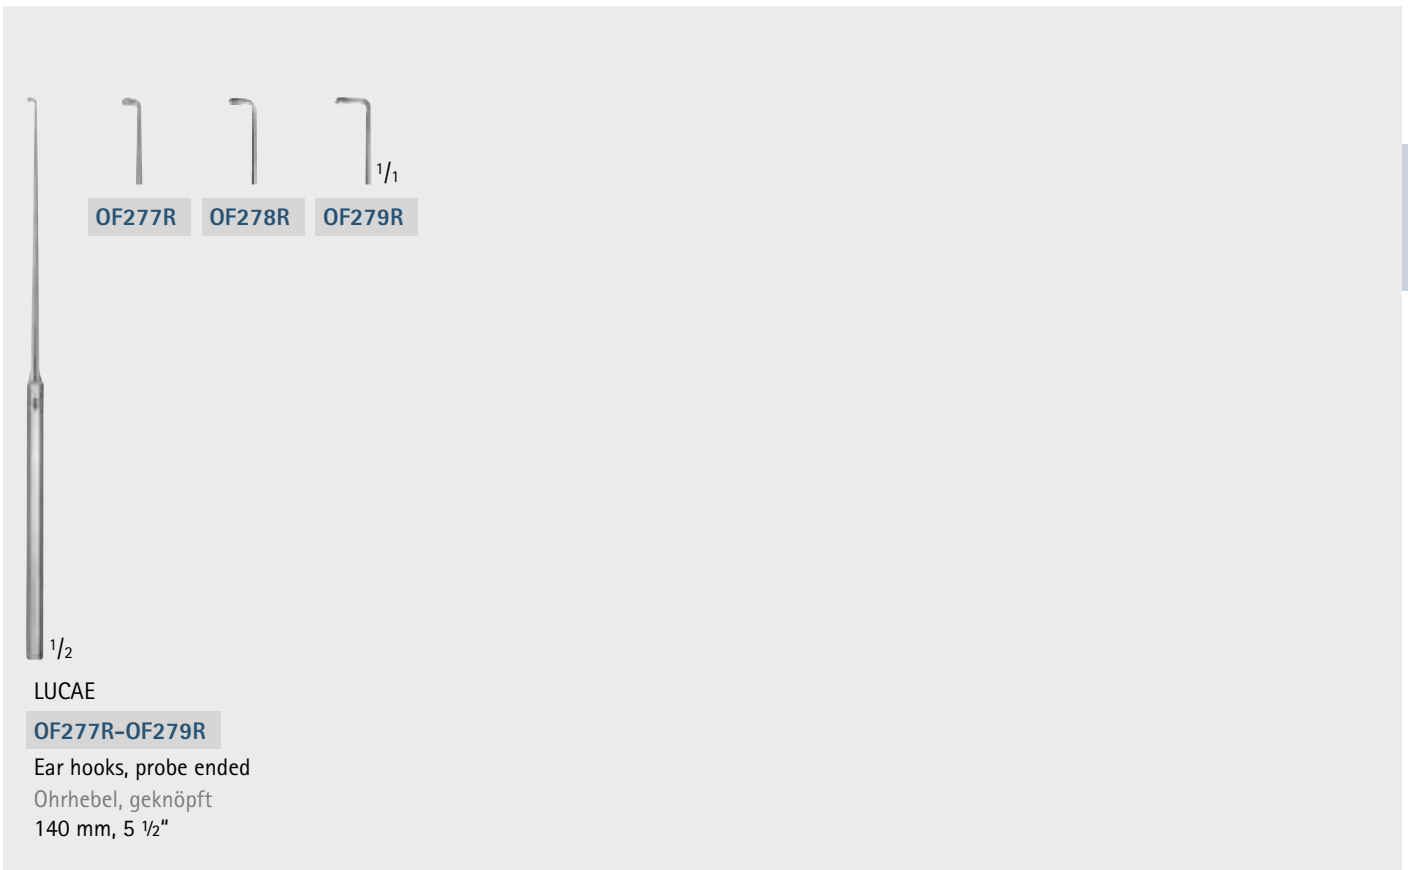 1/1
OF277R OF278R OF279R
1/2
LUCAE
OF277R-OF279R
Ear hooks, probe ended
Ohrhebel, geknöpft
140 mm, 5 ½"